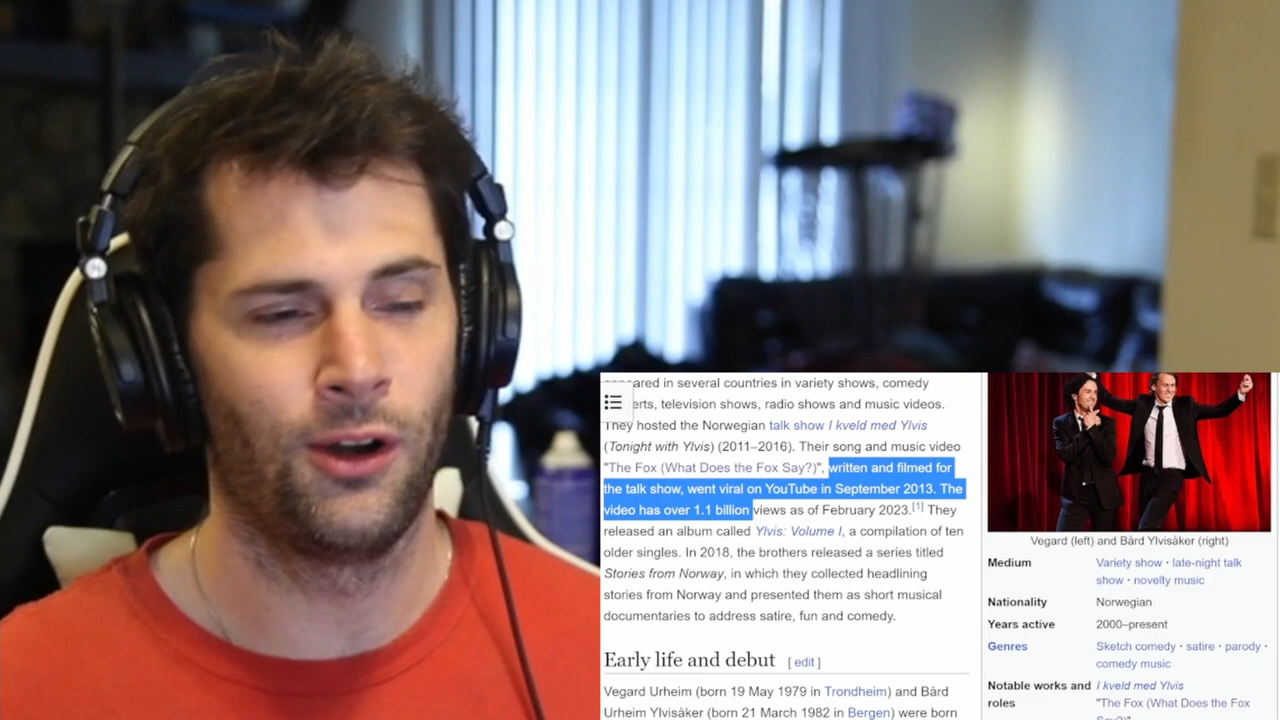 appeared in several countries in variety shows, comedy
television shows, radio shows and music videos.
They hosted the Norwegian talk show I kveld med Ylvis
(Tonight with Ylvis) (2011–2016). Their song and music video
"The Fox (What Does the Fox Say?)", written and filmed for
the talk show, went viral on YouTube in September 2013. The
video has over 1.1 billion views as of February 2023.[1] They
released an album called Ylvis: Volume I, a compilation of ten
older singles. In 2018, the brothers released a series titled
Stories from Norway, in which they collected headlining
stories from Norway and presented them as short musical
documentaries to address satire, fun and comedy.
Early life and debut [ edit ]
Vegard Urheim (born 19 May 1979 in Trondheim) and Bård
Urheim Ylvisåker (born 21 March 1982 in Bergen) were born
Vegard (left) and Bård Ylvisåker (right)
Medium Variety show · late-night talk
show · novelty music
Nationality Norwegian
Years active 2000–present
Genres Sketch comedy · satire · parody ·
comedy music
Notable works and I kveld med Ylvis
roles "The Fox (What Does the Fox
Say?)"